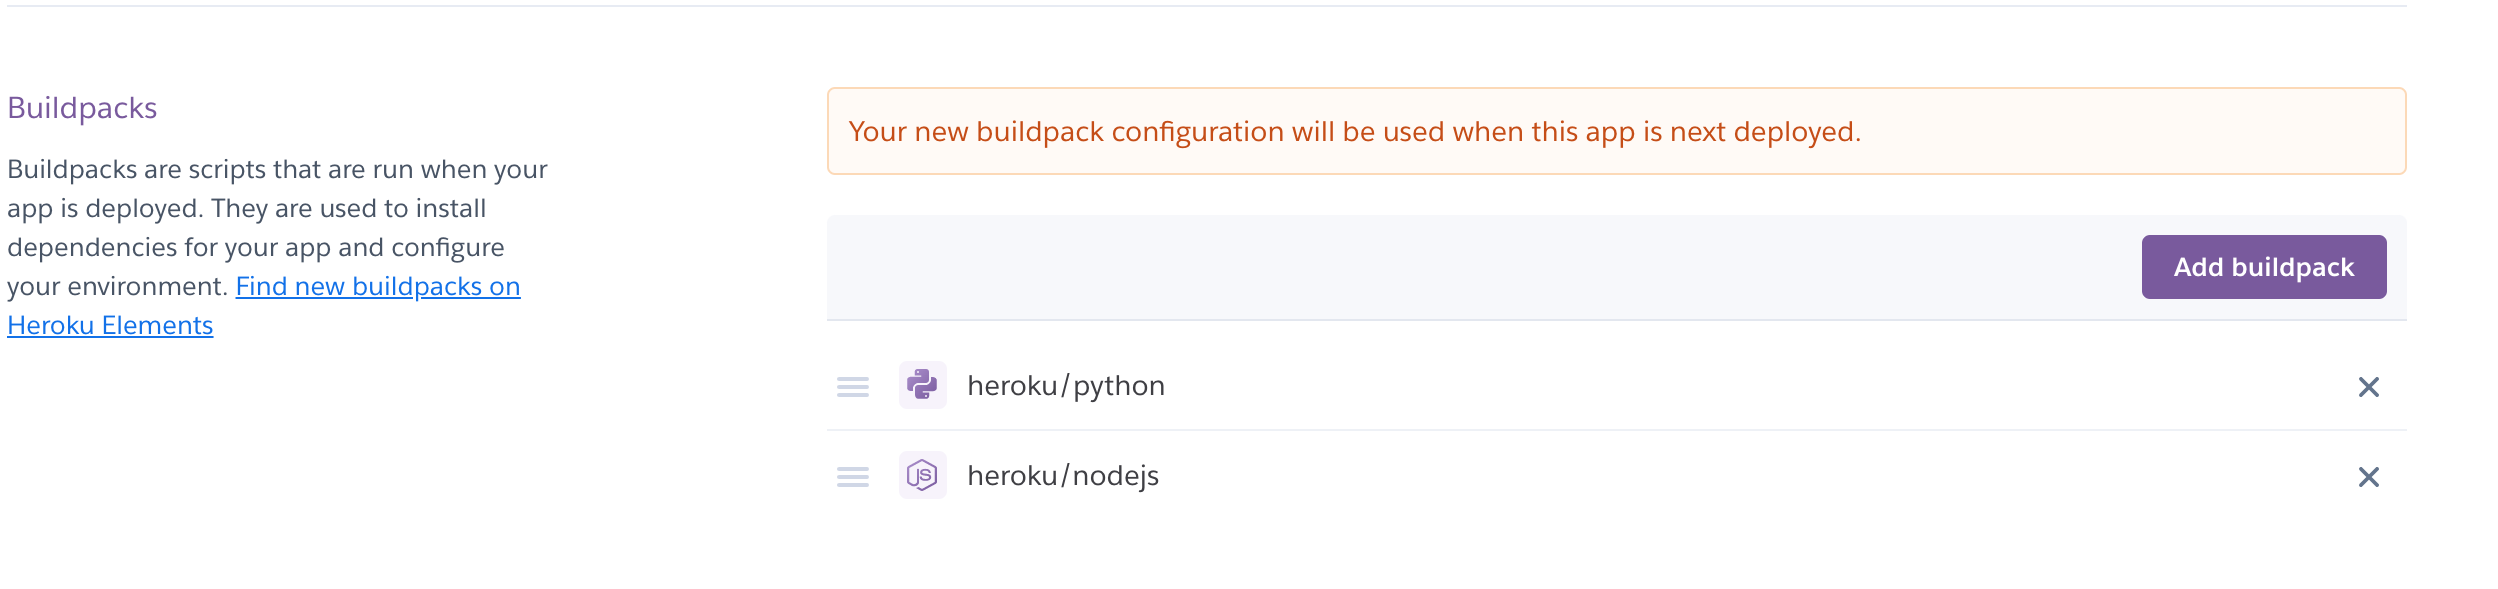 Buildpacks
Buildpacks are scripts that are run when your
app is deployed. They are used to install
dependencies for your app and configure
your environment. Find new buildpacks on
Heroku Elements
Your new buildpack configuration will be used when this app is next deployed.
Add buildpack
heroku/python
JS
heroku/nodejs